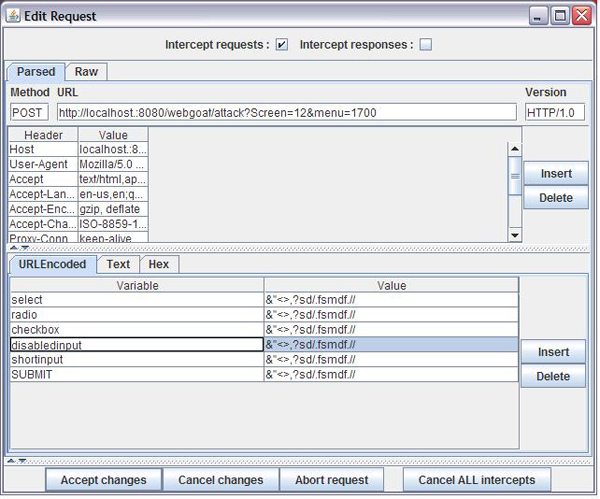 Edit Request
Intercept requests : Intercept responses :
Parsed Raw
Method URL Version
POST http://localhost.:8080/webgoat/attack?Screen=12&menu=1700 HTTP/1.0
Header Value
Host localhost.:8...
User-Agent Mozilla/5.0 ...
Accept text/html,ap...
Accept-Lan... en-us,en;q...
Accept-Enc... gzip, deflate
Accept-Cha... ISO-8859-1...
Proxy-Conn... keep-alive
Insert
Delete
URLEncoded Text Hex
Variable Value
select &"<>,?sd/.fsmdf.//
radio &"<>,?sd/.fsmdf.//
checkbox &"<>,?sd/.fsmdf.//
disabledinput &"<>,?sd/.fsmdf.//
shortinput &"<>,?sd/.fsmdf.//
SUBMIT &"<>,?sd/.fsmdf.//
Insert
Delete
Accept changes Cancel changes Abort request Cancel ALL intercepts